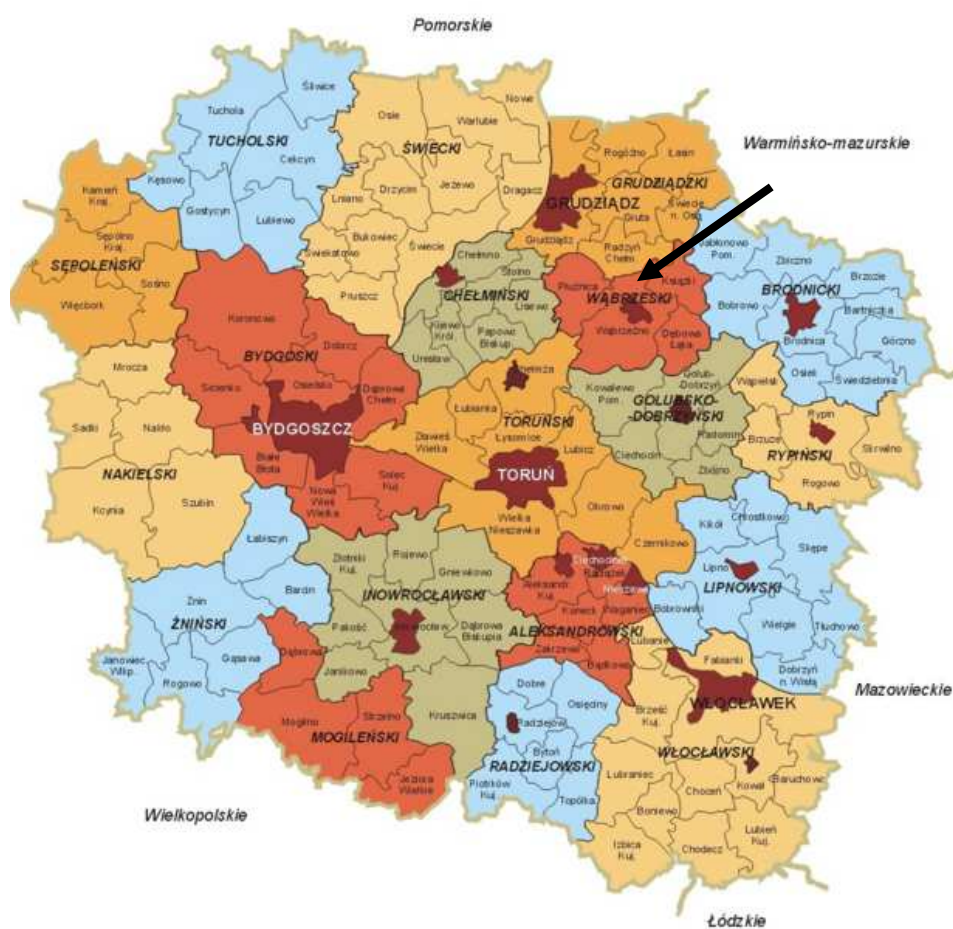 Pomorskie
Śliwice
Nowe
Tuchola
Osie
Warlubie
TUCHOLSKI
ŚWIECKI
Warmińsko-mazurskie
Rogóźno
Łasin
Cekcyn
Kęsowo
Drzycim
Jeżewo
Dragacz
GRUDZIĄDZKI
Kamień
Kraj.
Lniano
GRUDZIĄDZ
Świecie
n. Osą
Gostycyn
Lubiewo
Gruta
Bukowiec
Świecie
Grudziądz
Radzyń
Chełm.
Sępolno
Kraj.
Świekatowo
Chełmno
Jabłonowo
Pom.
Zbiczno
SĘPOLEŃSKI
Sośno
Stolno
Płużnica
Książki
Brzozie
CHEŁMIŃSKI
WĄBRZESKI
BRODNICKI
Więcbork
Pruszcz
Lisewo
Bobrowo
Bartniczka
Koronowo
Kijewo
Król.
Papowo
Biskup.
Wąbrzeźno
Dębowa
Łąka
Brodnica
Górzno
Dobrcz
Unisław
BYDGOSKI
Mrocza
Chełmża
Golub-
Dobrzyń
Osiek
Świedziebnia
Sicienko
Osielsko
Dąbrowa
Chełm.
Kowalewo
Pom.
Wąpielsk
GOLUBSKO-
DOBRZYŃSKI
Łubianka
TORUŃSKI
Rypin
Sadki
Nakło
BYDGOSZCZ
Zławieś
Wielka
Łysomice
Lubicz
Radomin
Brzuze
Skrwilno
Białe
Błota
Ciechocin
RYPIŃSKI
NAKIELSKI
Solec
Kuj.
TORUŃ
Zbójno
Rogowo
Kcynia
Szubin
Nowa
Wieś
Wielka
Wielka
Nieszawka
Obrowo
Kikół
Chrostkowo
Łabiszyn
Złotniki
Kuj.
Rojewo
Czernikowo
Skępe
Gniewkowo
Ciechocinek
Lipno
Barcin
Aleksandr.
Kuj.
Raciążek
Nieszawa
LIPNOWSKI
Żnin
INOWROCŁAWSKI
Bobrowniki
ŻNIŃSKI
Pakość
Inowrocław
Dąbrowa
Biskupia
Koneck
Waganiec
Wielgie
Tłuchowo
ALEKSANDROWSKI
Lubanie
Janowiec
Wlkp.
Gąsawa
Dąbrowa
Zakrzewo
Fabianki
Dobrzyń
n. Wisłą
Rogowo
Janikowo
Bądkowo
Mazowieckie
Dobre
Osięciny
WŁOCŁAWEK
Mogilno
Strzelno
Kruszwica
Brześć
Kuj.
MOGILEŃSKI
Radziejów
WŁOCŁAWSKI
Bytoń
RADZIEJOWSKI
Lubraniec
Kowal
Baruchowo
Jeziora
Wielkie
Piotrków
Kuj.
Topólka
Choceń
Wielkopolskie
Boniewo
Lubień
Kuj.
Izbica
Kuj.
Chodecz
Łódzkie